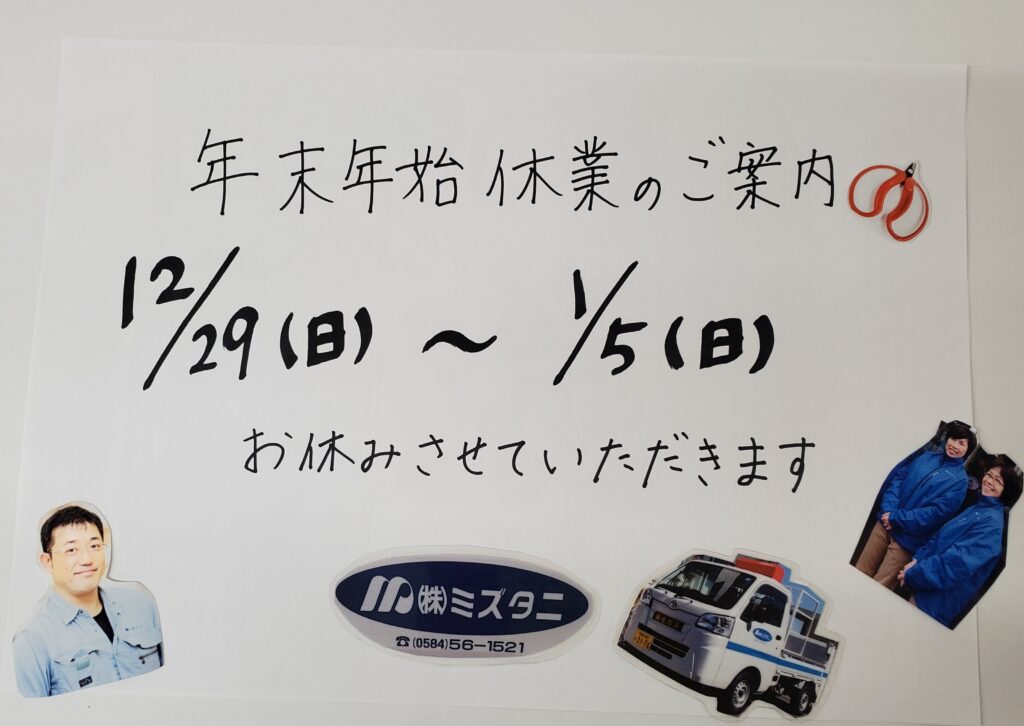 年末年始休業のご案内
12/29(日)〜1/5(日)
お休みさせていただきます
㈱ミズタニ
☎(0584)56-1521